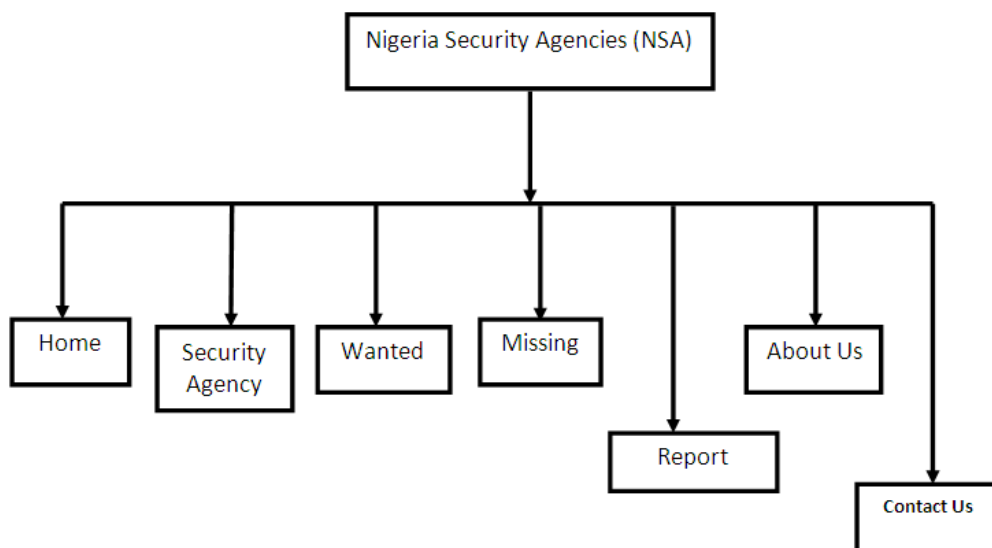 Nigeria Security Agencies (NSA)
Home
Security
Agency
Wanted
Missing
About Us
Report
Contact Us